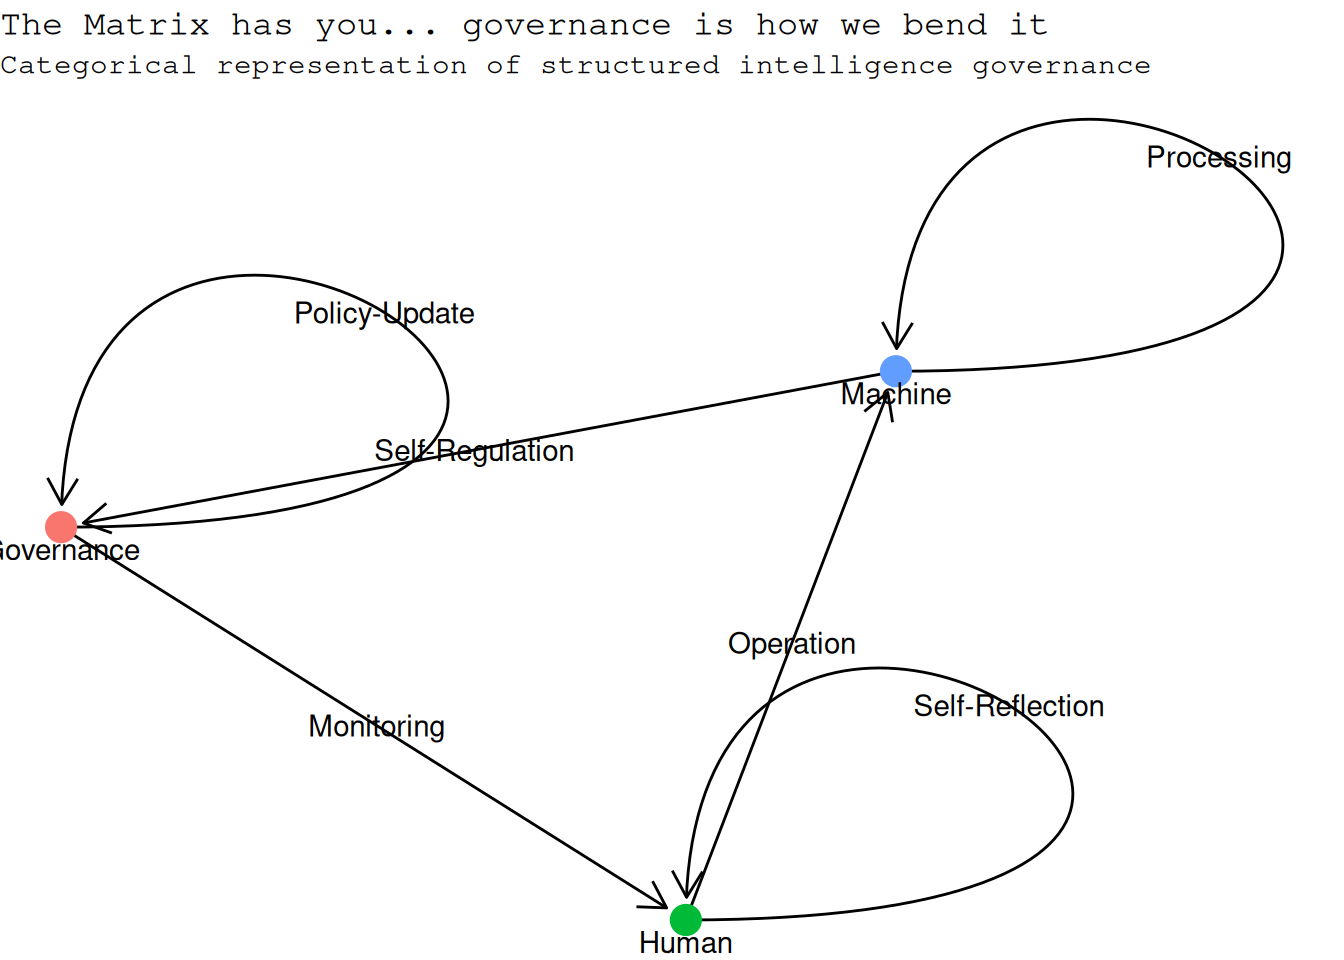 The Matrix has you... governance is how we bend it
Categorical representation of structured intelligence governance
Processing
Policy-Update
Machine
Self-Regulation
Governance
Operation
Self-Reflection
Monitoring
Human